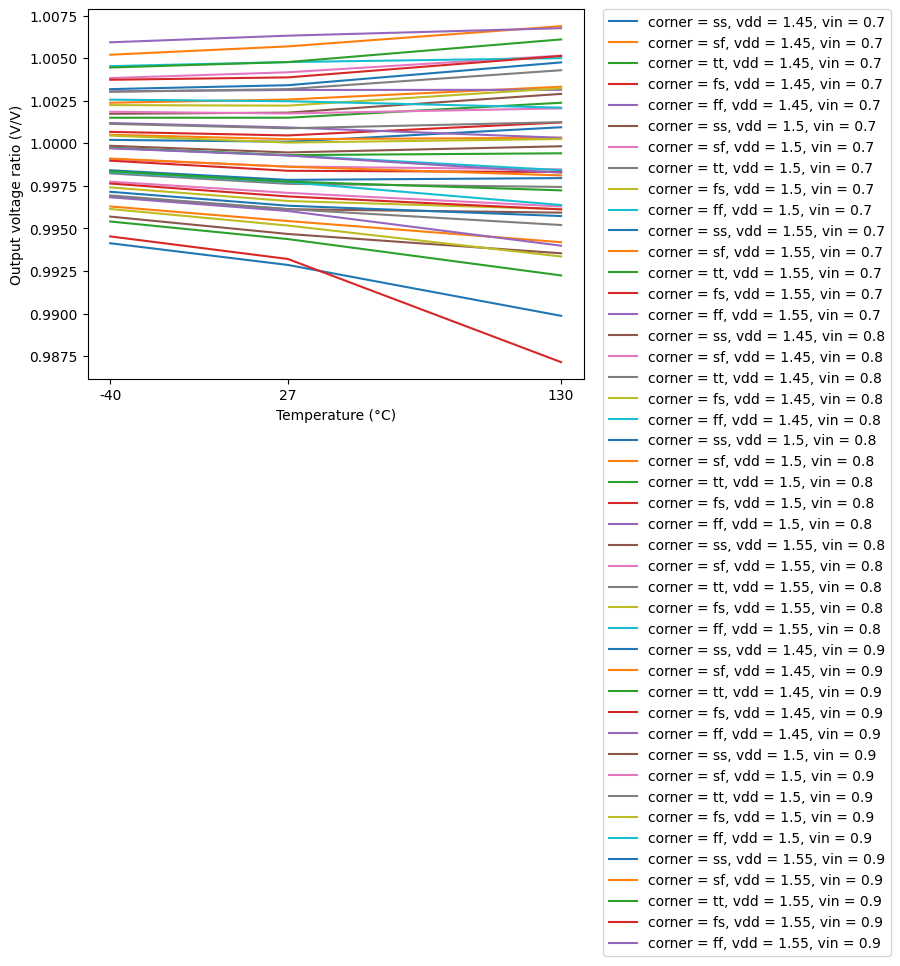 1.0075
1.0050
1.0025
1.0000
0.9975
0.9950
0.9925
0.9900
0.9875
Output voltage ratio (V/V)
-40
27
130
Temperature (°C)
corner = ss, vdd = 1.45, vin = 0.7
corner = sf, vdd = 1.45, vin = 0.7
corner = tt, vdd = 1.45, vin = 0.7
corner = fs, vdd = 1.45, vin = 0.7
corner = ff, vdd = 1.45, vin = 0.7
corner = ss, vdd = 1.5, vin = 0.7
corner = sf, vdd = 1.5, vin = 0.7
corner = tt, vdd = 1.5, vin = 0.7
corner = fs, vdd = 1.5, vin = 0.7
corner = ff, vdd = 1.5, vin = 0.7
corner = ss, vdd = 1.55, vin = 0.7
corner = sf, vdd = 1.55, vin = 0.7
corner = tt, vdd = 1.55, vin = 0.7
corner = fs, vdd = 1.55, vin = 0.7
corner = ff, vdd = 1.55, vin = 0.7
corner = ss, vdd = 1.45, vin = 0.8
corner = sf, vdd = 1.45, vin = 0.8
corner = tt, vdd = 1.45, vin = 0.8
corner = fs, vdd = 1.45, vin = 0.8
corner = ff, vdd = 1.45, vin = 0.8
corner = ss, vdd = 1.5, vin = 0.8
corner = sf, vdd = 1.5, vin = 0.8
corner = tt, vdd = 1.5, vin = 0.8
corner = fs, vdd = 1.5, vin = 0.8
corner = ff, vdd = 1.5, vin = 0.8
corner = ss, vdd = 1.55, vin = 0.8
corner = sf, vdd = 1.55, vin = 0.8
corner = tt, vdd = 1.55, vin = 0.8
corner = fs, vdd = 1.55, vin = 0.8
corner = ff, vdd = 1.55, vin = 0.8
corner = ss, vdd = 1.45, vin = 0.9
corner = sf, vdd = 1.45, vin = 0.9
corner = tt, vdd = 1.45, vin = 0.9
corner = fs, vdd = 1.45, vin = 0.9
corner = ff, vdd = 1.45, vin = 0.9
corner = ss, vdd = 1.5, vin = 0.9
corner = sf, vdd = 1.5, vin = 0.9
corner = tt, vdd = 1.5, vin = 0.9
corner = fs, vdd = 1.5, vin = 0.9
corner = ff, vdd = 1.5, vin = 0.9
corner = ss, vdd = 1.55, vin = 0.9
corner = sf, vdd = 1.55, vin = 0.9
corner = tt, vdd = 1.55, vin = 0.9
corner = fs, vdd = 1.55, vin = 0.9
corner = ff, vdd = 1.55, vin = 0.9